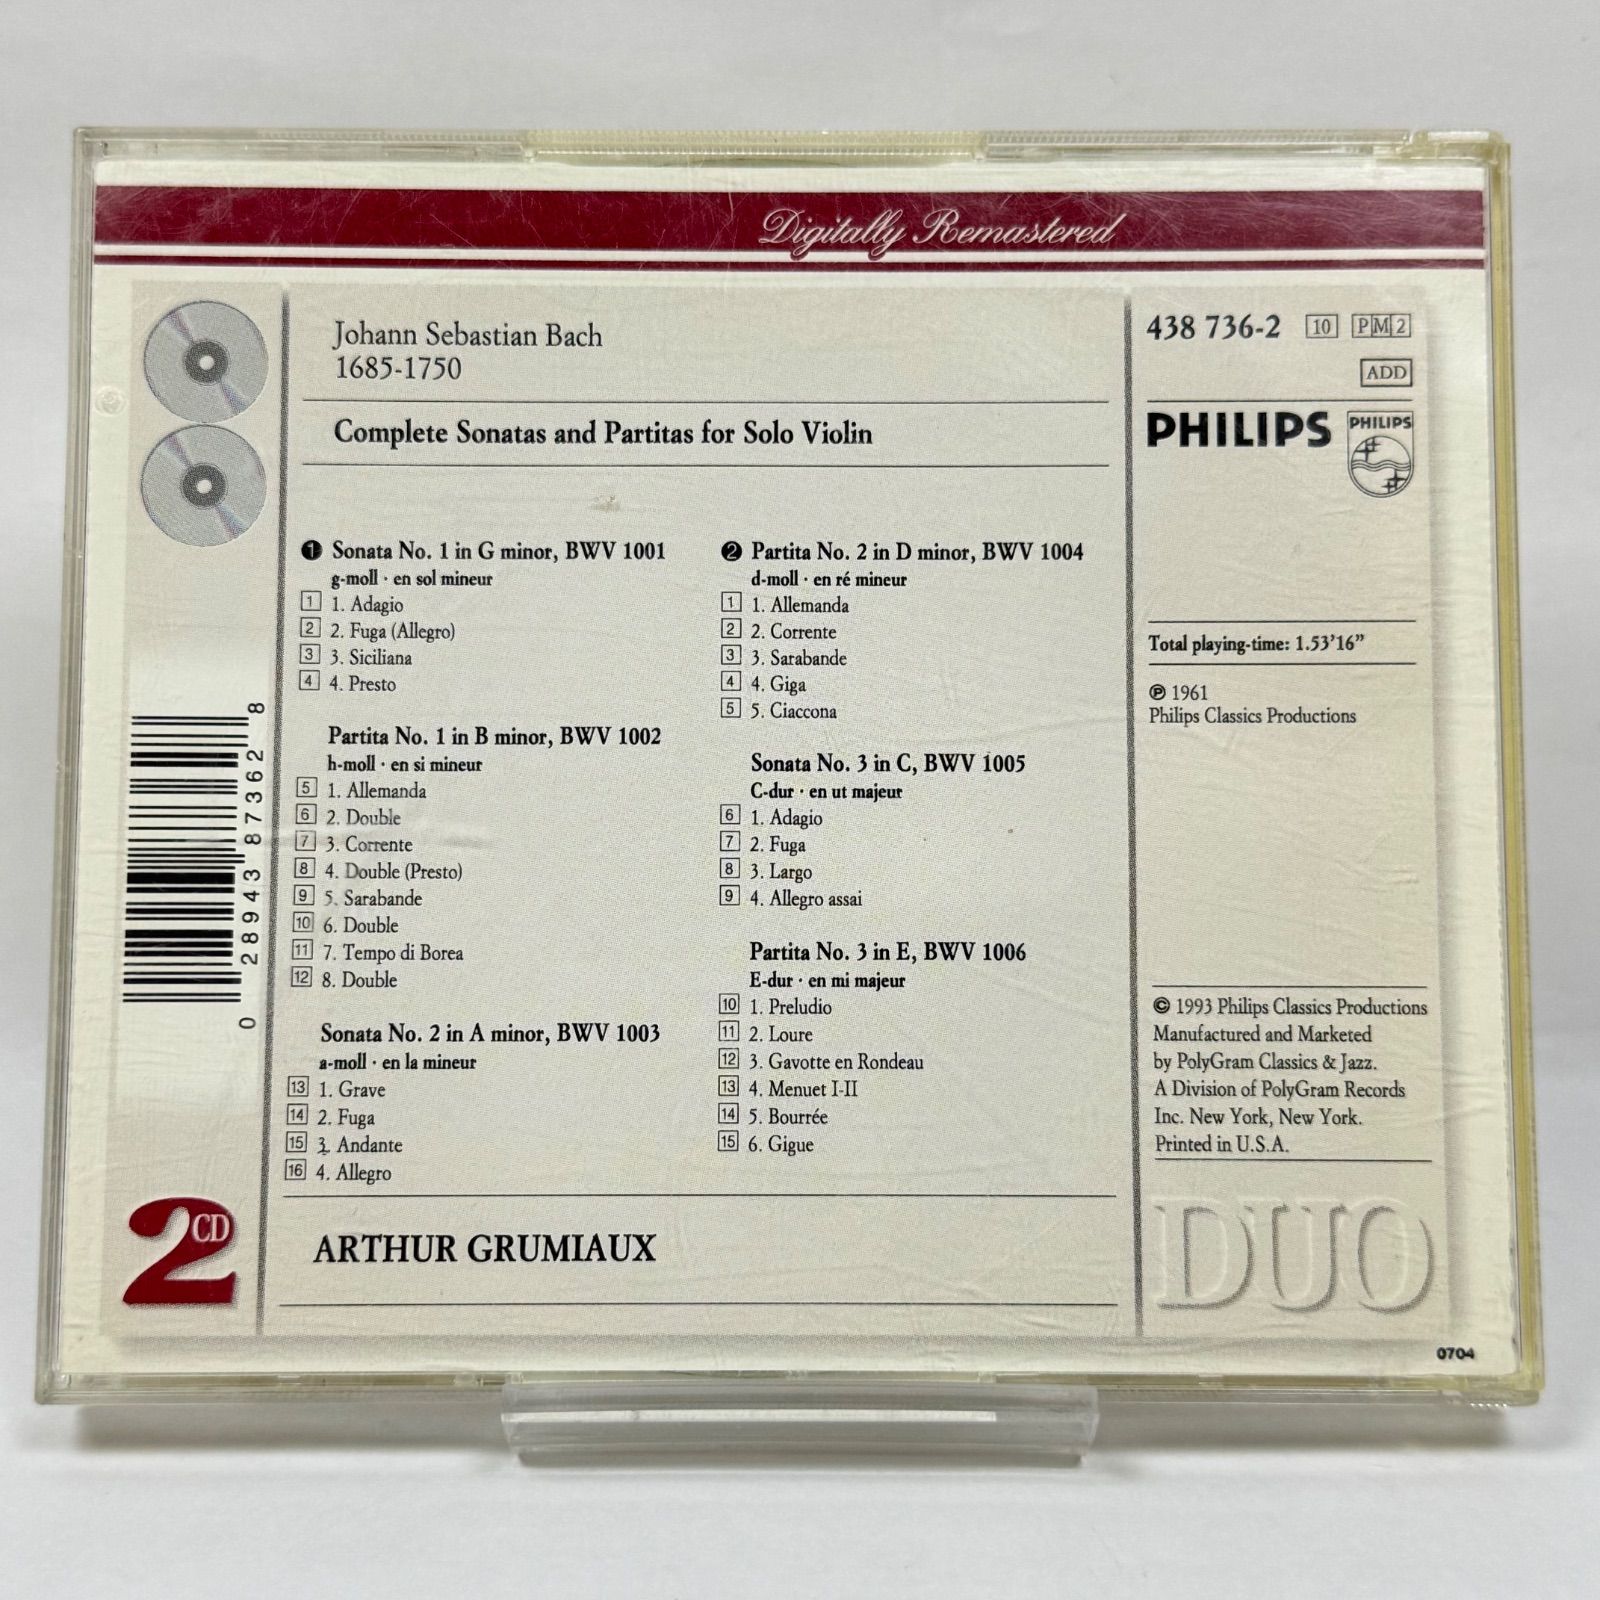 Digitally Remastered
Johann Sebastian Bach
1685-1750
Complete Sonatas and Partitas for Solo Violin
1 Sonata No. 1 in G minor, BWV 1001
g-moll · en sol mineur
1 1. Adagio
2 2. Fuga (Allegro)
3 3. Siciliana
4 4. Presto
Partita No. 1 in B minor, BWV 1002
h-moll · en si mineur
5 1. Allemanda
6 2. Double
7 3. Corrente
8 4. Double (Presto)
9 5. Sarabande
10 6. Double
11 7. Tempo di Borea
12 8. Double
Sonata No. 2 in A minor, BWV 1003
a-moll · en la mineur
13 1. Grave
14 2. Fuga
15 3. Andante
16 4. Allegro
2 Partita No. 2 in D minor, BWV 1004
d-moll · en ré mineur
1 1. Allemanda
2 2. Corrente
3 3. Sarabande
4 4. Giga
5 5. Ciaccona
Sonata No. 3 in C, BWV 1005
C-dur · en ut majeur
6 1. Adagio
7 2. Fuga
8 3. Largo
9 4. Allegro assai
Partita No. 3 in E, BWV 1006
E-dur · en mi majeur
10 1. Preludio
11 2. Loure
12 3. Gavotte en Rondeau
13 4. Menuet I-II
14 5. Bourrée
15 6. Gigue
ARTHUR GRUMIAUX
438 736-2 10 PM2
ADD
PHILIPS
PHILIPS
Total playing-time: 1.53'16"
℗ 1961
Philips Classics Productions
© 1993 Philips Classics Productions
Manufactured and Marketed
by PolyGram Classics & Jazz.
A Division of PolyGram Records
Inc. New York, New York.
Printed in U.S.A.
DUO
0704
2CD
0 28943 87362 8